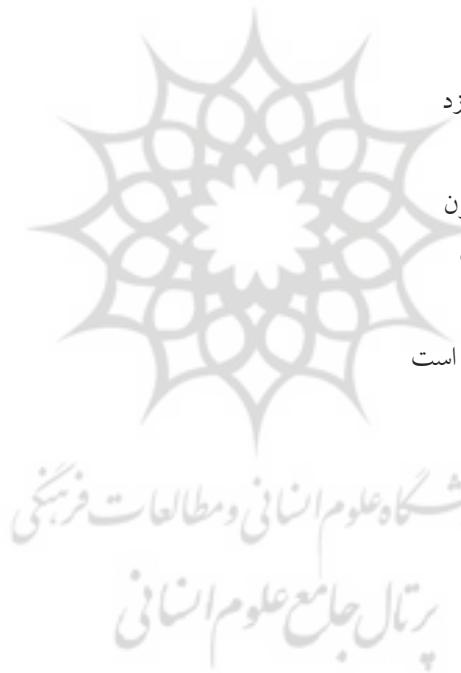 است
شگاه علوم انسانی و مطالعات فرهنگی
پرتال جامع علوم انسانی